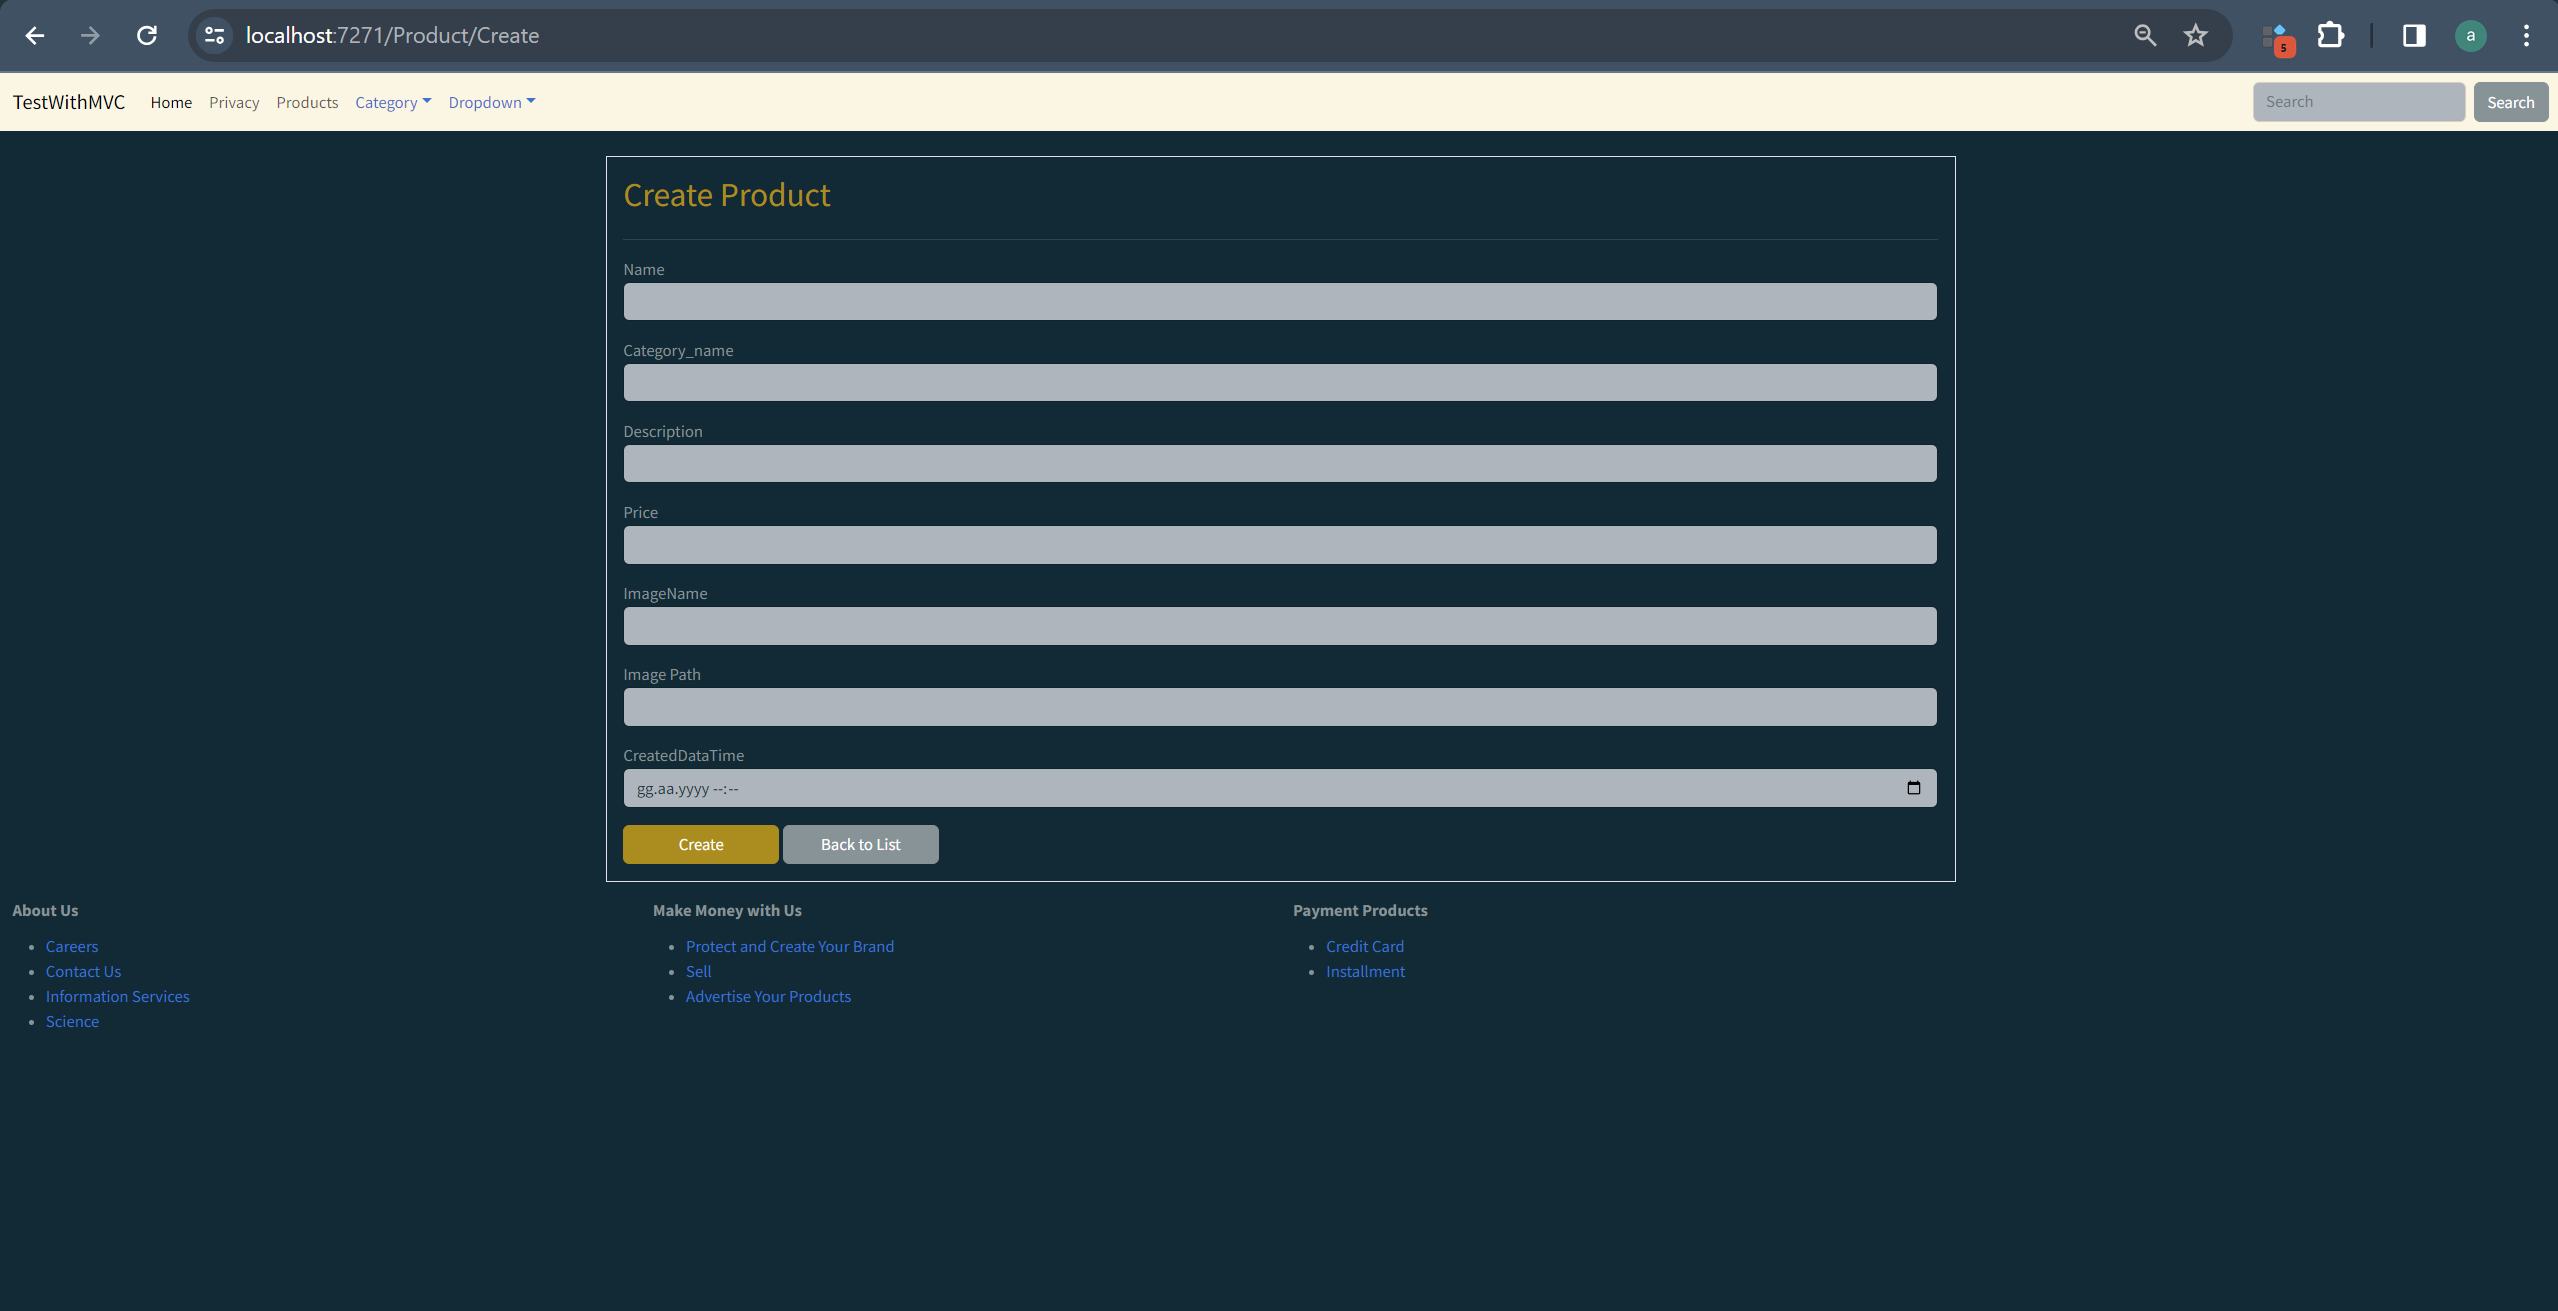 localhost:7271/Product/Create
5
a
TestWithMVC Home Privacy Products Category Dropdown Search Search
Create Product
Name
Category_name
Description
Price
ImageName
Image Path
CreatedDataTime
gg.aa.yyyy --:--
Create Back to List
About Us
Careers
Contact Us
Information Services
Science
Make Money with Us
Protect and Create Your Brand
Sell
Advertise Your Products
Payment Products
Credit Card
Installment